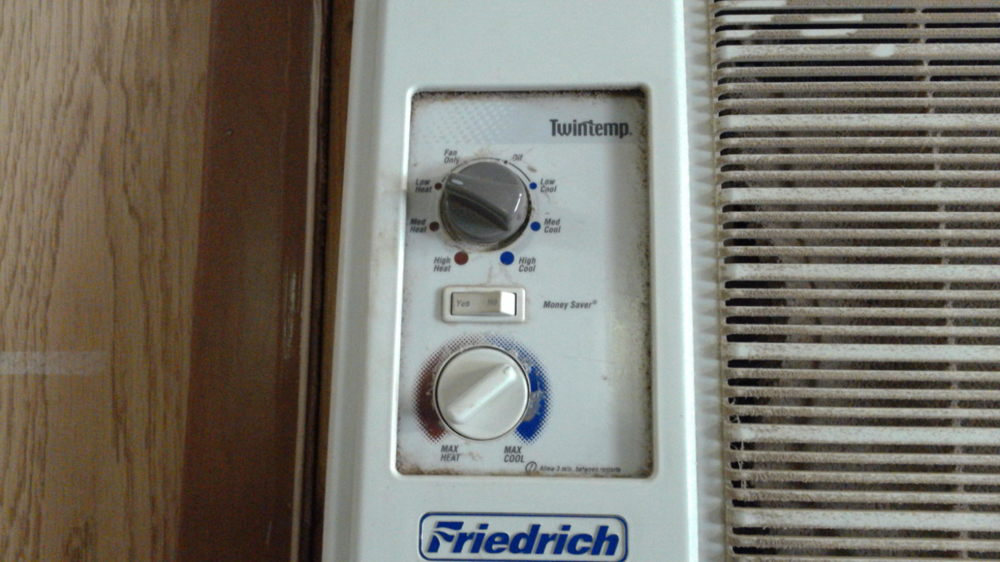 Twintemp®
Fan
Only
Off
Low
Heat
Low
Cool
Med
Heat
Med
Cool
High
Heat
High
Cool
Yes No
Money Saver®
MAX
HEAT
MAX
COOL
Allow 3 min. between restarts
Friedrich